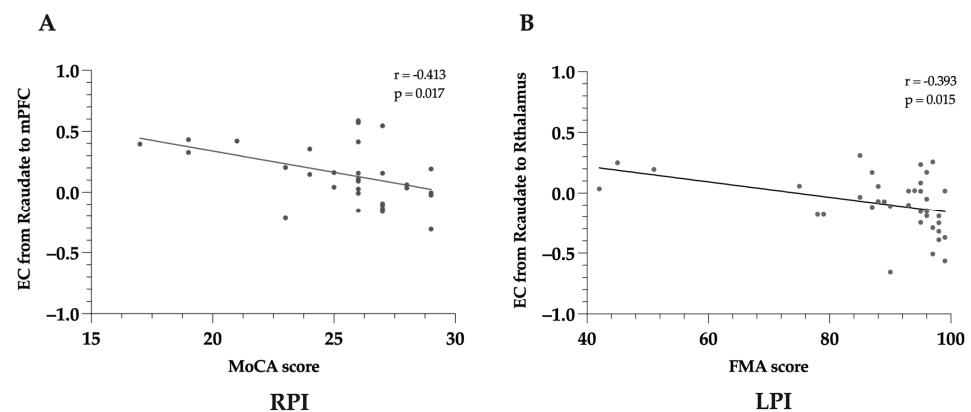 A
EC from Rcaudate to mPFC
1.0
0.5
0.0
−0.5
−1.0
r = -0.413
p = 0.017
15
20
25
30
MoCA score
RPI
B
EC from Rcaudate to Rthalamus
1.0
0.5
0.0
−0.5
−1.0
r = -0.393
p = 0.015
40
60
80
100
FMA score
LPI